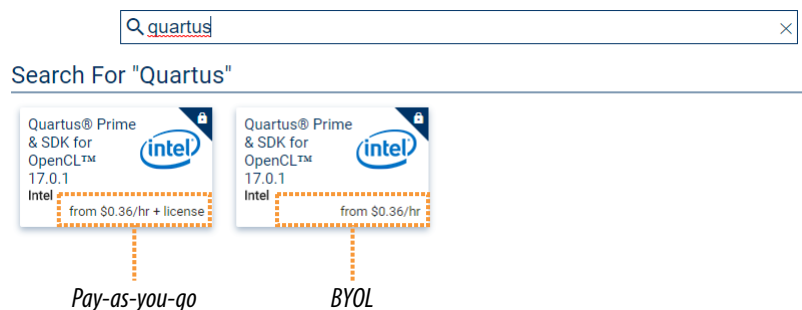 quartus
Search For "Quartus"
Quartus® Prime
& SDK for
OpenCL™
17.0.1
Intel
intel
from $0.36/hr + license
Quartus® Prime
& SDK for
OpenCL™
17.0.1
Intel
intel
from $0.36/hr
Pay-as-you-go
BYOL